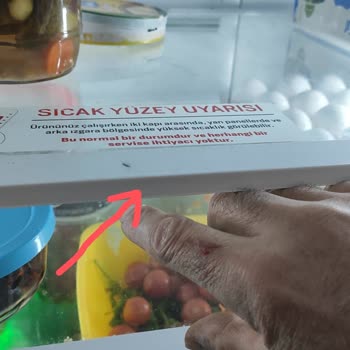 SICAK YÜZEY UYARISI
Ürününüz çalışırken iki kapı arasında, yan panellerde ve
arka ızgara bölgesinde yüksek sıcaklık görülebilir.
Bu normal bir durumdur ve herhangi bir
servise ihtiyacı yoktur.